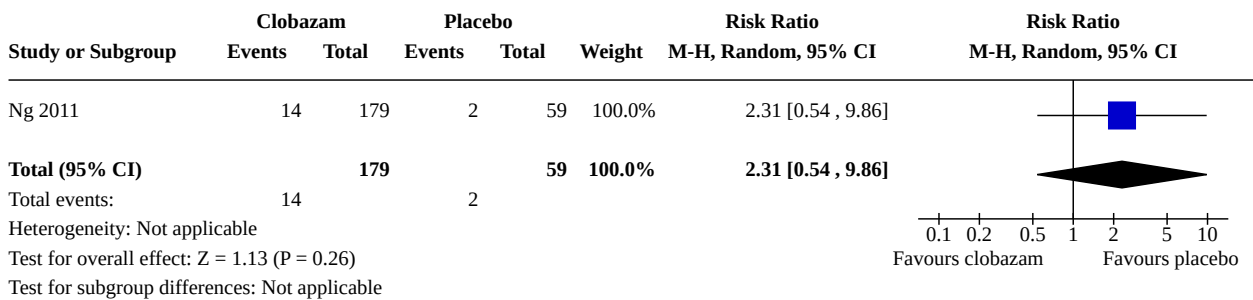 Clobazam Placebo Risk Ratio Risk Ratio
Study or Subgroup Events Total Events Total Weight M-H, Random, 95% CI M-H, Random, 95% CI
Ng 2011 14 179 2 59 100.0% 2.31 [0.54 , 9.86]
Total (95% CI) 179 59 100.0% 2.31 [0.54 , 9.86]
Total events: 14 2
Heterogeneity: Not applicable
0.1 0.2 0.5 1 2 5 10
Test for overall effect: Z = 1.13 (P = 0.26) Favours clobazam Favours placebo
Test for subgroup differences: Not applicable